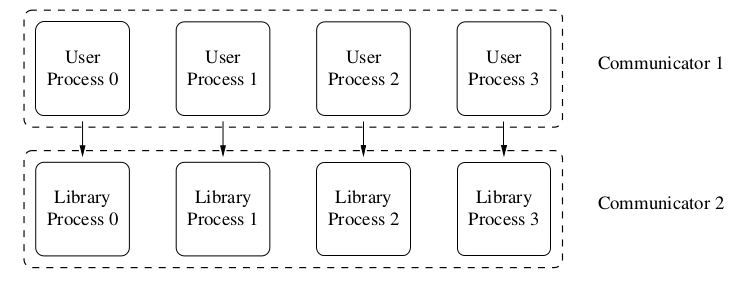 User
Process 0
User
Process 1
User
Process 2
User
Process 3
Communicator 1
Library
Process 0
Library
Process 1
Library
Process 2
Library
Process 3
Communicator 2